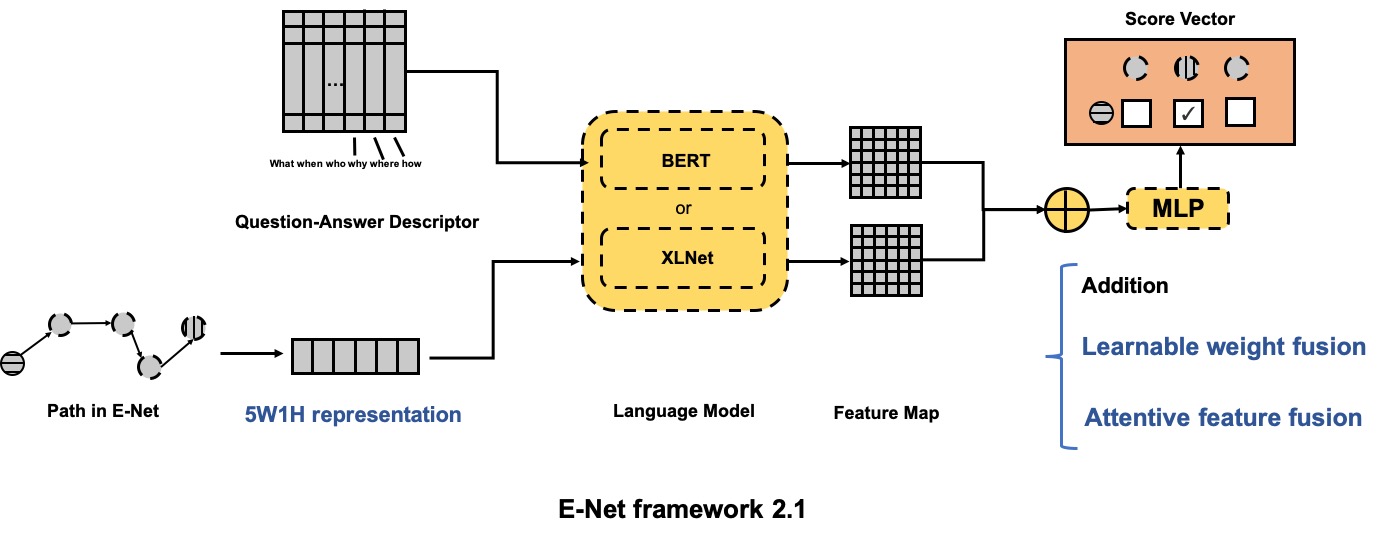 Score Vector
✓
...
What when who why where how
Question-Answer Descriptor
BERT
or
XLNet
MLP
Addition
Learnable weight fusion
Attentive feature fusion
Path in E-Net
5W1H representation
Language Model
Feature Map
E-Net framework 2.1